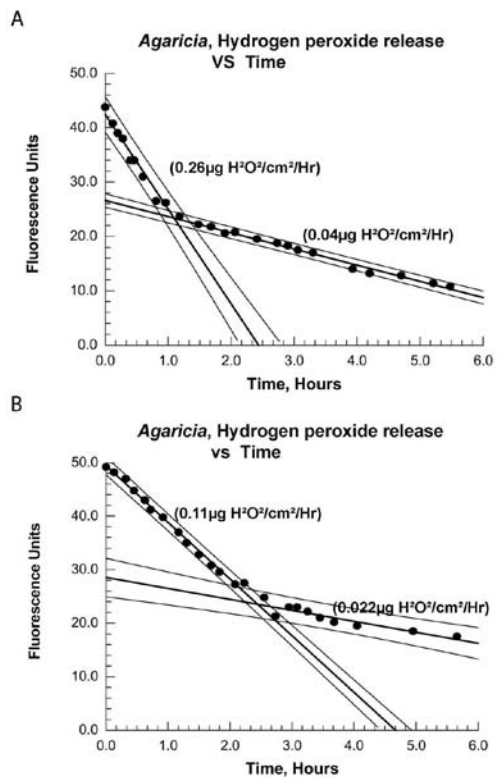 A
Agaricia, Hydrogen peroxide release
VS Time
50.0
40.0
30.0
20.0
10.0
0.0
Fluorescence Units
(0.26µg H²O²/cm²/Hr)
(0.04µg H²O²/cm²/Hr)
0.0 1.0 2.0 3.0 4.0 5.0 6.0
Time, Hours
B
Agaricia, Hydrogen peroxide release
vs Time
50.0
40.0
30.0
20.0
10.0
0.0
Fluorescence Units
(0.11µg H²O²/cm²/Hr)
(0.022µg H²O²/cm²/Hr)
0.0 1.0 2.0 3.0 4.0 5.0 6.0
Time, Hours